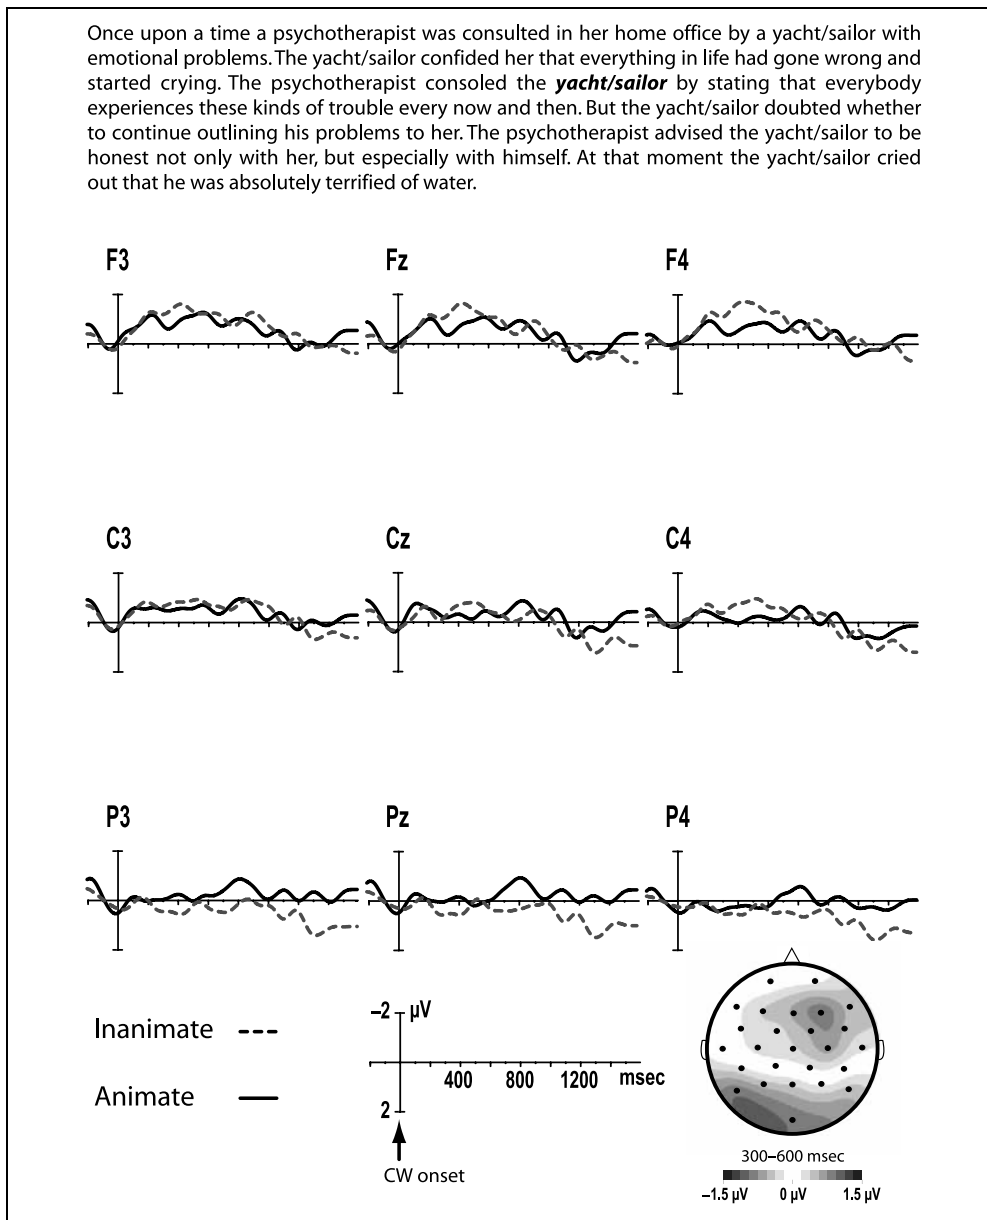 Once upon a time a psychotherapist was consulted in her home office by a yacht/sailor with
emotional problems. The yacht/sailor confided her that everything in life had gone wrong and
started crying. The psychotherapist consoled the yacht/sailor by stating that everybody
experiences these kinds of trouble every now and then. But the yacht/sailor doubted whether
to continue outlining his problems to her. The psychotherapist advised the yacht/sailor to be
honest not only with her, but especially with himself. At that moment the yacht/sailor cried
out that he was absolutely terrified of water.
F3 Fz F4
C3 Cz C4
P3 Pz P4
Inanimate
Animate
–2 µV
400 800 1200 msec
2
CW onset
300–600 msec
–1.5 µV 0 µV 1.5 µV